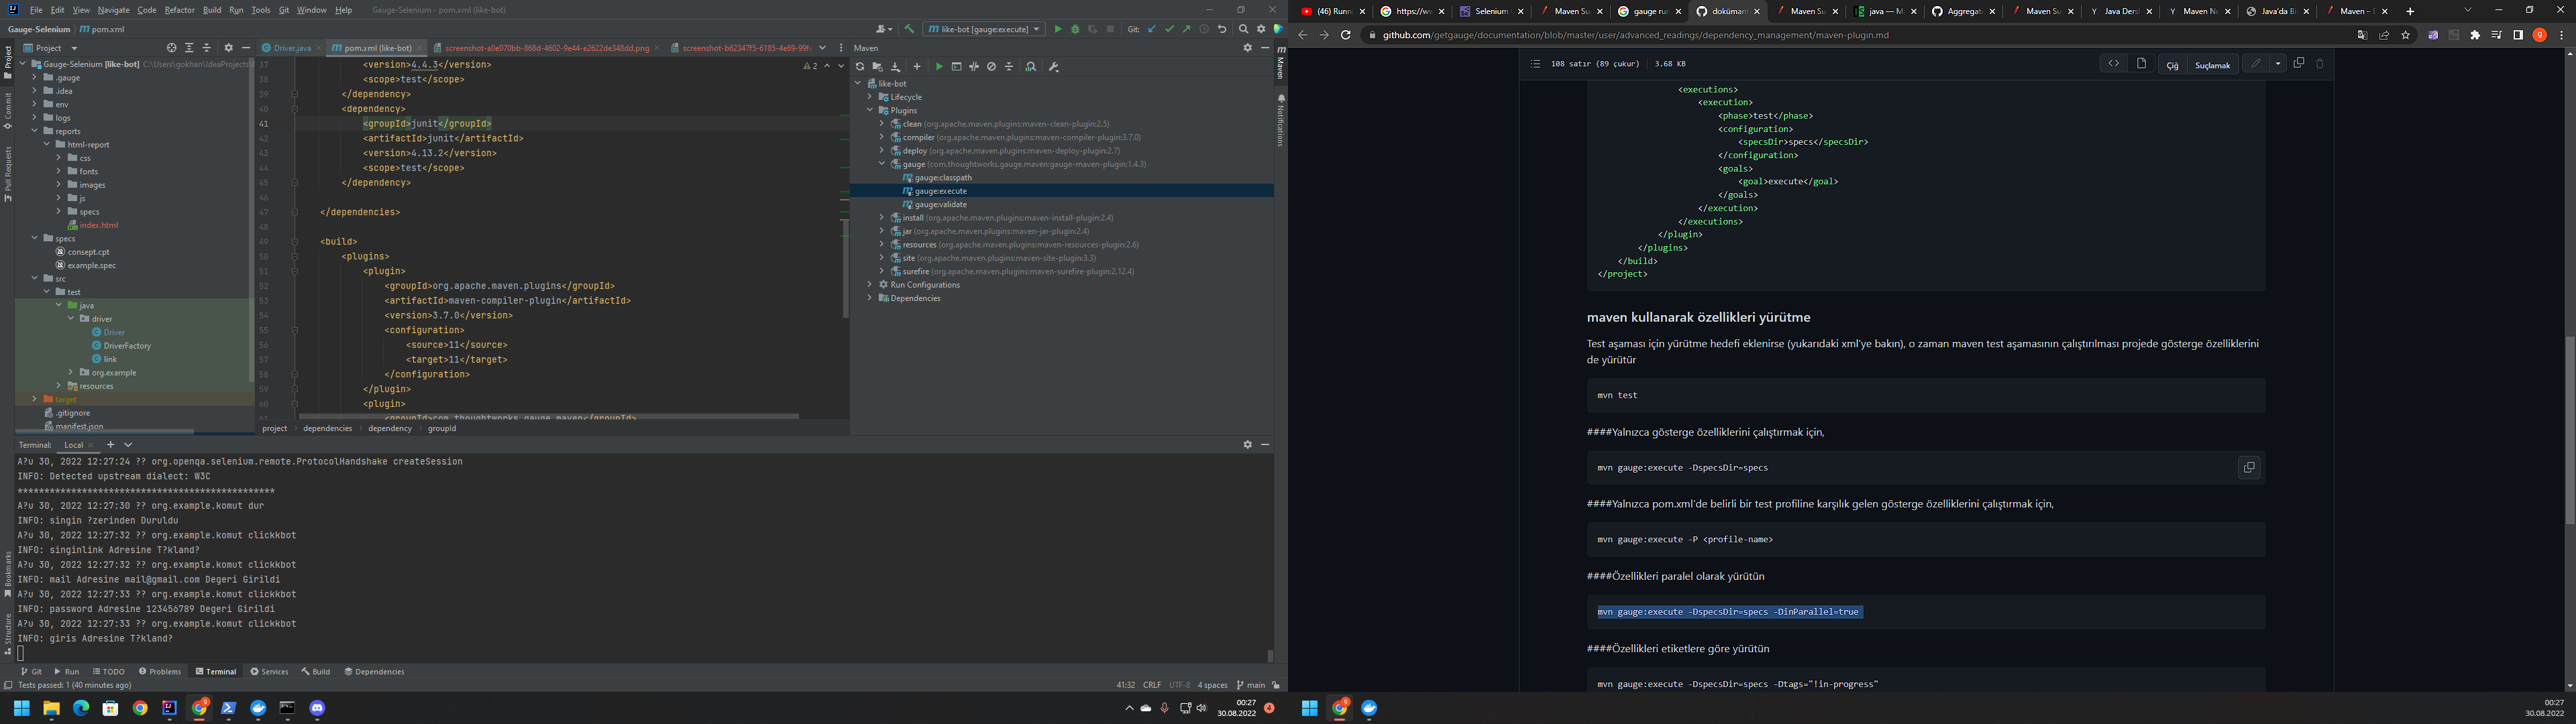 File Edit View Navigate Code Refactor Build Run Tools Git Window Help Gauge-Selenium - pom.xml (like-bot)
Gauge-Selenium pom.xml
like-bot [gauge:execute]
Git:
Project
Driver.java
pom.xml (like-bot)
screenshot-a0e070bb-868d-4602-9e44-e2622de348dd.png
Maven
Gauge-Selenium [like-bot] C:\Users\gokhan\IdeaProjects
.gauge
.idea
env
logs
reports
html-report
css
fonts
images
js
specs
index.html
specs
consept.cpt
example.spec
src
test
java
driver
Driver
DriverFactory
link
org.example
resources
target
.gitignore
manifest.json
Project
Commit
Pull Requests
Bookmarks
Structure
37 <version>4.4.3</version>
38 <scope>test</scope>
39 </dependency>
40 <dependency>
41 <groupId>junit</groupId>
42 <artifactId>junit</artifactId>
43 <version>4.13.2</version>
44 <scope>test</scope>
45 </dependency>
46
47 </dependencies>
48
49 <build>
50 <plugins>
51 <plugin>
52 <groupId>org.apache.maven.plugins</groupId>
53 <artifactId>maven-compiler-plugin</artifactId>
54 <version>3.7.0</version>
55 <configuration>
56 <source>11</source>
57 <target>11</target>
58 </configuration>
59 </plugin>
60 <plugin>
61 <groupId>com.thoughtworks.gauge.maven</groupId>
2
project dependencies dependency groupId
like-bot
Lifecycle
Plugins
clean (org.apache.maven.plugins:maven-clean-plugin:2.5)
compiler (org.apache.maven.plugins:maven-compiler-plugin:3.7.0)
deploy (org.apache.maven.plugins:maven-deploy-plugin:2.7)
gauge (com.thoughtworks.gauge.maven:gauge-maven-plugin:1.4.3)
gauge:classpath
gauge:execute
gauge:validate
install (org.apache.maven.plugins:maven-install-plugin:2.4)
jar (org.apache.maven.plugins:maven-jar-plugin:2.4)
resources (org.apache.maven.plugins:maven-resources-plugin:2.6)
site (org.apache.maven.plugins:maven-site-plugin:3.3)
surefire (org.apache.maven.plugins:maven-surefire-plugin:2.12.4)
Run Configurations
Dependencies
Maven
Notifications
Terminal: Local
A?u 30, 2022 12:27:24 ?? org.openqa.selenium.remote.ProtocolHandshake createSession
INFO: Detected upstream dialect: W3C
************************************************
A?u 30, 2022 12:27:30 ?? org.example.komut dur
INFO: singin ?zerinden Duruldu
A?u 30, 2022 12:27:32 ?? org.example.komut clickkbot
INFO: singinlink Adresine T?kland?
A?u 30, 2022 12:27:32 ?? org.example.komut clickkbot
INFO: mail Adresine mail@gmail.com Degeri Girildi
A?u 30, 2022 12:27:33 ?? org.example.komut clickkbot
INFO: password Adresine 123456789 Degeri Girildi
A?u 30, 2022 12:27:33 ?? org.example.komut clickkbot
INFO: giris Adresine T?kland?
Git Run TODO Problems Terminal Services Build Dependencies
Tests passed: 1 (40 minutes ago)
41:32 CRLF UTF-8 4 spaces main
00:27
30.08.2022
4
(46) Runn
https://ww
Selenium
Maven Su
gauge run
doküman
Maven Su
java — M
Aggregat
Maven Su
Java Dersl
Maven Ne
Java'da Bi
Maven –
github.com/getgauge/documentation/blob/master/user/advanced_readings/dependency_management/maven-plugin.md
108 satır (89 çukur) 3.68 KB
Çiğ Suçlamak
<executions>
<execution>
<phase>test</phase>
<configuration>
<specsDir>specs</specsDir>
</configuration>
<goals>
<goal>execute</goal>
</goals>
</execution>
</executions>
</plugin>
</plugins>
</build>
</project>
maven kullanarak özellikleri yürütme
Test aşaması için yürütme hedefi eklenirse (yukarıdaki xml'ye bakın), o zaman maven test aşamasının çalıştırılması projede gösterge özelliklerini
de yürütür
mvn test
####Yalnızca gösterge özelliklerini çalıştırmak için,
mvn gauge:execute -DspecsDir=specs
####Yalnızca pom.xml'de belirli bir test profiline karşılık gelen gösterge özelliklerini çalıştırmak için,
mvn gauge:execute -P <profile-name>
####Özellikleri paralel olarak yürütün
mvn gauge:execute -DspecsDir=specs -DinParallel=true
####Özellikleri etiketlere göre yürütün
mvn gauge:execute -DspecsDir=specs -Dtags="!in-progress"
00:27
30.08.2022